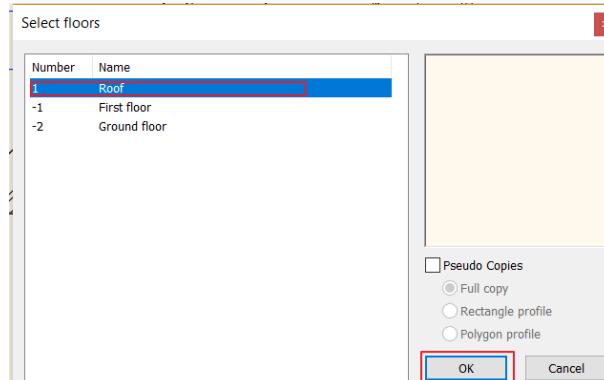 Select floors
Number Name
1 Roof
-1 First floor
-2 Ground floor
Pseudo Copies
Full copy
Rectangle profile
Polygon profile
OK Cancel